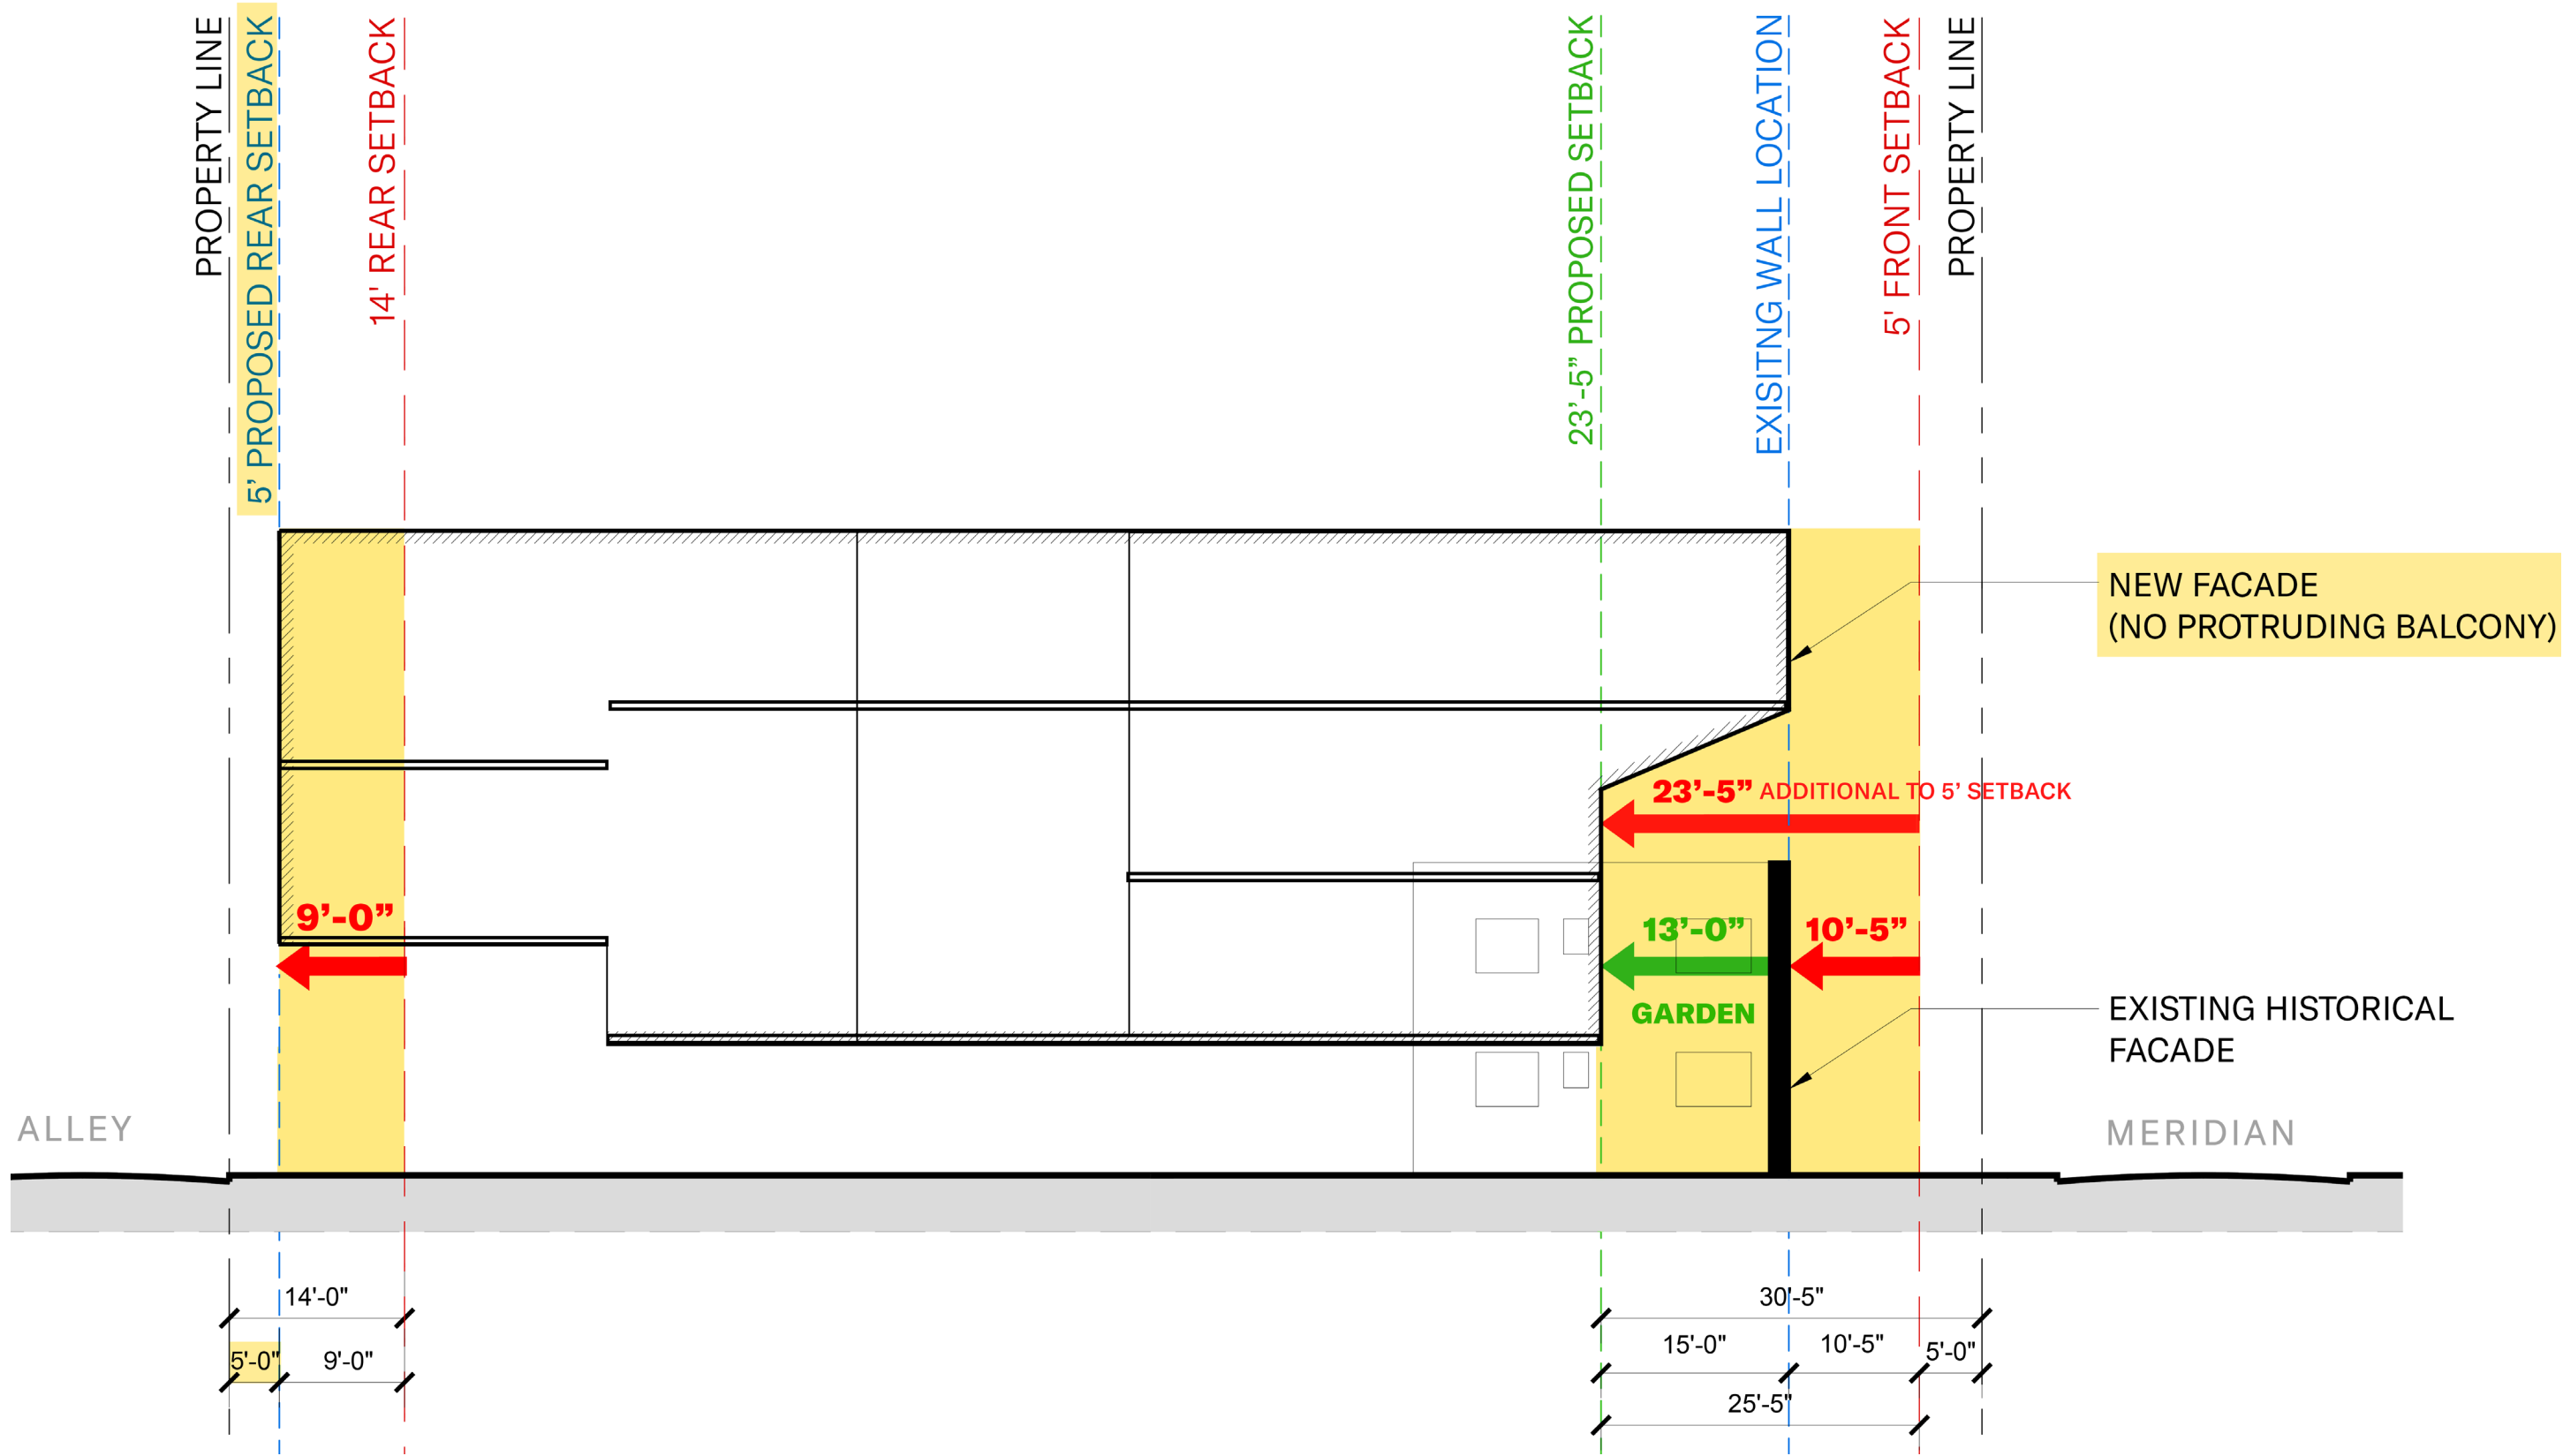 PROPERTY LINE
5’ PROPOSED REAR SETBACK
14' REAR SETBACK
23’-5” PROPOSED SETBACK
EXISITNG WALL LOCATION
5' FRONT SETBACK
PROPERTY LINE
NEW FACADE
(NO PROTRUDING BALCONY)
23’-5” ADDITIONAL TO 5’ SETBACK
9’-0”
13’-0”
10’-5”
GARDEN
EXISTING HISTORICAL
FACADE
ALLEY
MERIDIAN
14'-0"
30'-5"
5'-0"
9'-0"
15'-0"
10'-5"
5'-0"
25'-5"